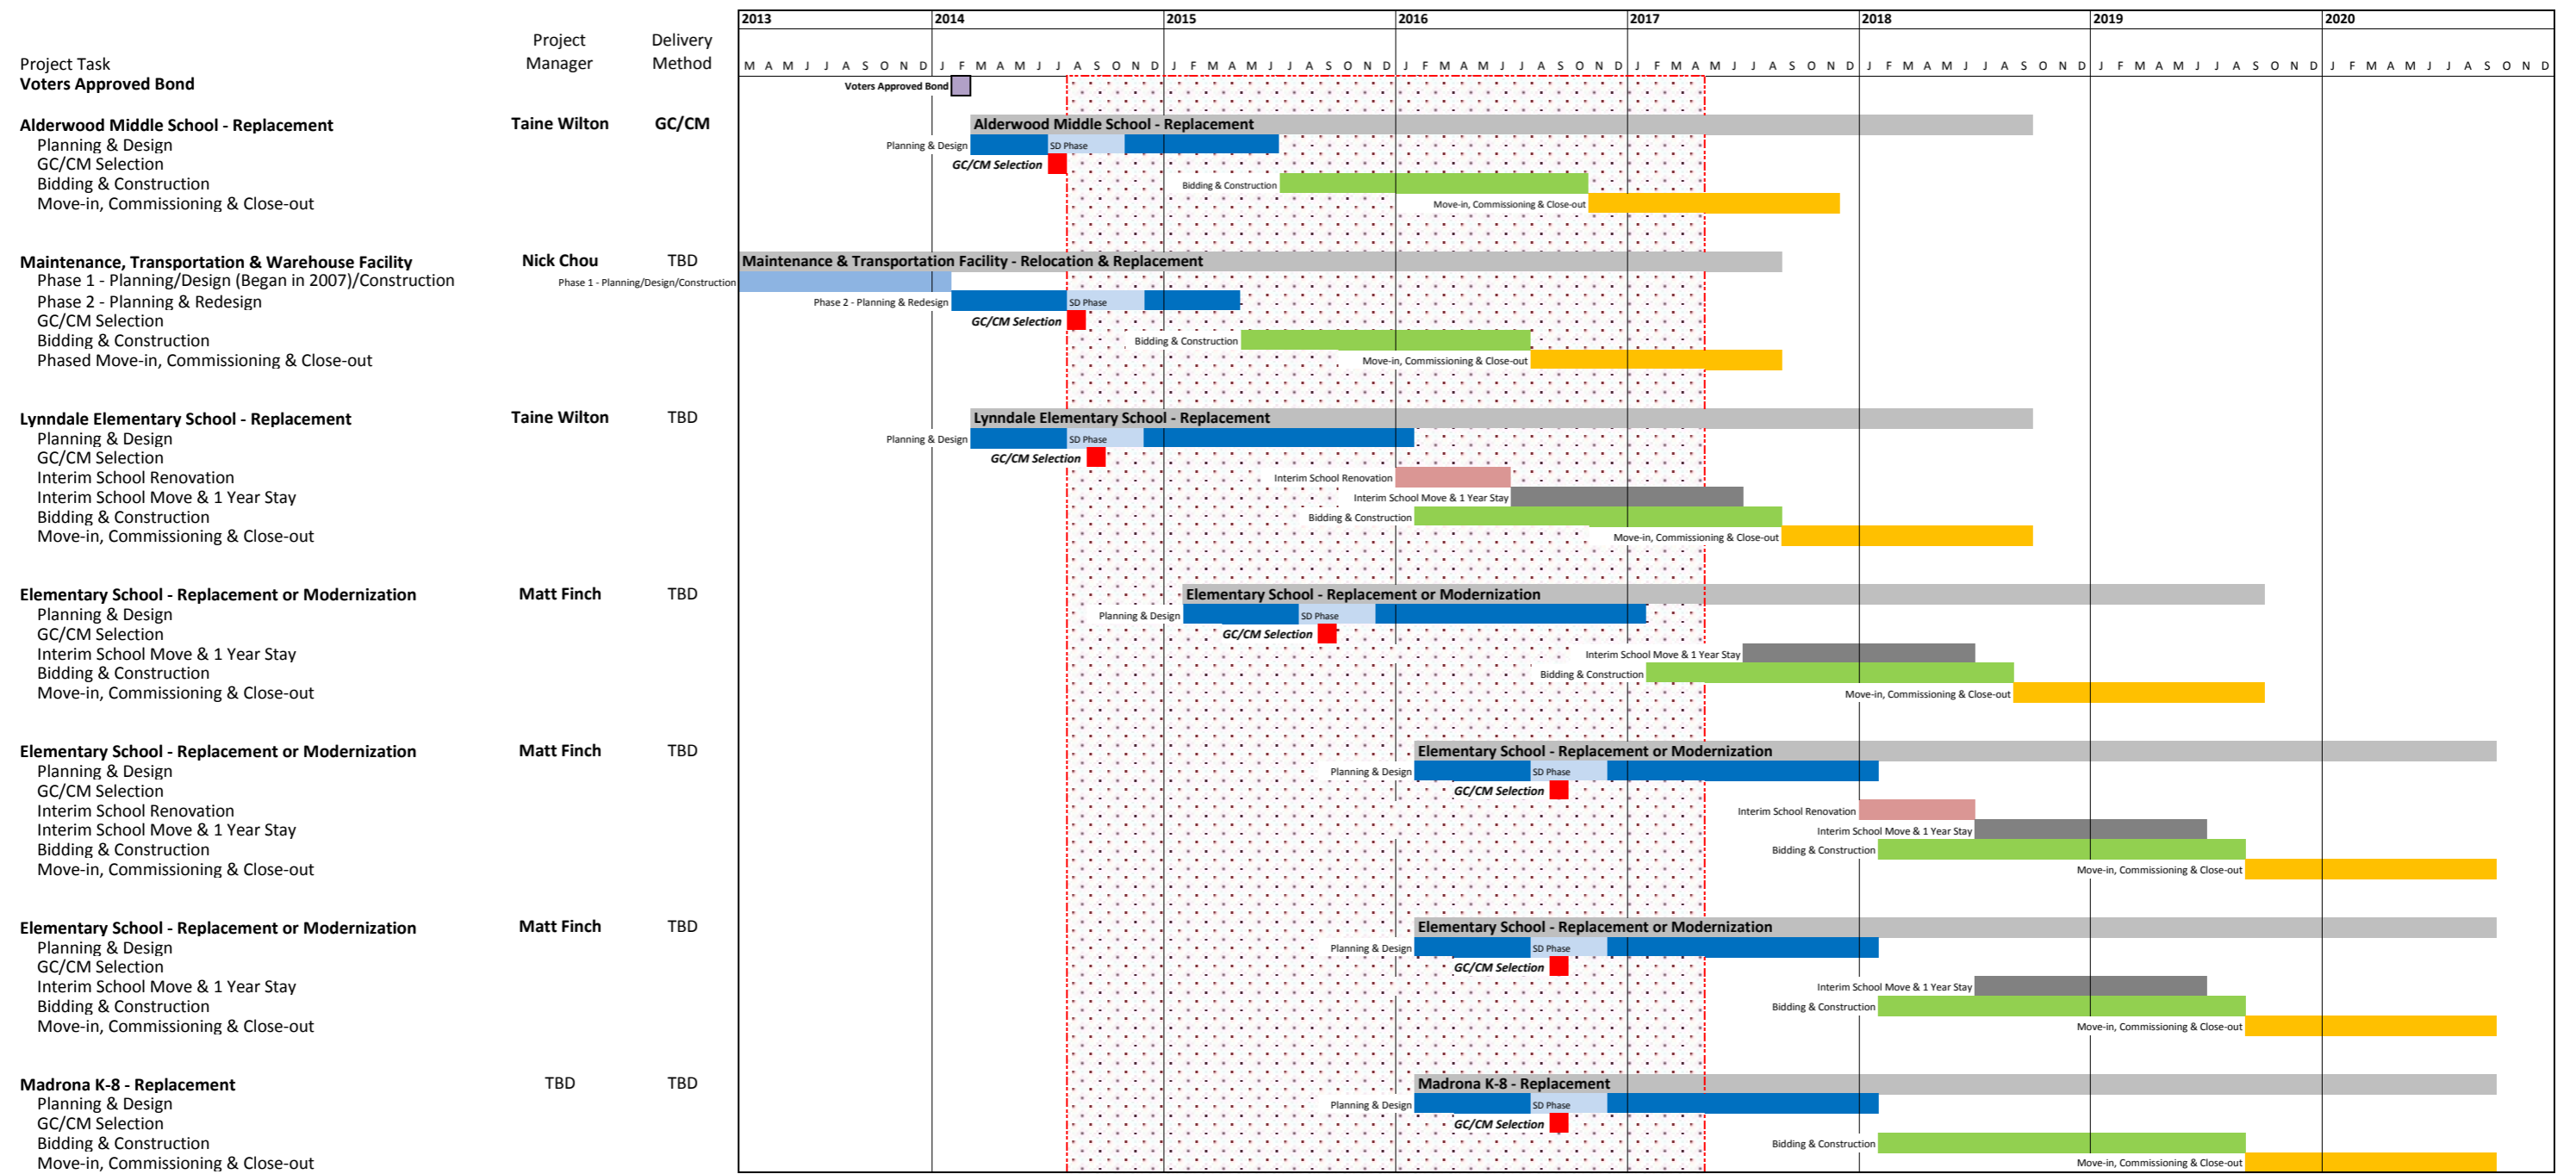 2013 2014 2015 2016 2017 2018 2019 2020
Project Delivery
Project Task Manager Method M A M J J A S O N D J F M A M J J A S O N D J F M A M J J A S O N D J F M A M J J A S O N D J F M A M J J A S O N D J F M A M J J A S O N D J F M A M J J A S O N D J F M A M J J A S O N D
Voters Approved Bond Voters Approved Bond
Alderwood Middle School - Replacement Taine Wilton GC/CM Alderwood Middle School - Replacement
Planning & Design Planning & Design SD Phase
GC/CM Selection GC/CM Selection
Bidding & Construction Bidding & Construction
Move-in, Commissioning & Close-out Move-in, Commissioning & Close-out
Maintenance, Transportation & Warehouse Facility Nick Chou TBD Maintenance & Transportation Facility - Relocation & Replacement
Phase 1 - Planning/Design (Began in 2007)/Construction Phase 1 - Planning/Design/Construction
Phase 2 - Planning & Redesign Phase 2 - Planning & Redesign SD Phase
GC/CM Selection GC/CM Selection
Bidding & Construction Bidding & Construction
Phased Move-in, Commissioning & Close-out Move-in, Commissioning & Close-out
Lynndale Elementary School - Replacement Taine Wilton TBD Lynndale Elementary School - Replacement
Planning & Design Planning & Design SD Phase
GC/CM Selection GC/CM Selection
Interim School Renovation Interim School Renovation
Interim School Move & 1 Year Stay Interim School Move & 1 Year Stay
Bidding & Construction Bidding & Construction
Move-in, Commissioning & Close-out Move-in, Commissioning & Close-out
Elementary School - Replacement or Modernization Matt Finch TBD Elementary School - Replacement or Modernization
Planning & Design Planning & Design SD Phase
GC/CM Selection GC/CM Selection
Interim School Move & 1 Year Stay Interim School Move & 1 Year Stay
Bidding & Construction Bidding & Construction
Move-in, Commissioning & Close-out Move-in, Commissioning & Close-out
Elementary School - Replacement or Modernization Matt Finch TBD Elementary School - Replacement or Modernization
Planning & Design Planning & Design SD Phase
GC/CM Selection GC/CM Selection
Interim School Renovation Interim School Renovation
Interim School Move & 1 Year Stay Interim School Move & 1 Year Stay
Bidding & Construction Bidding & Construction
Move-in, Commissioning & Close-out Move-in, Commissioning & Close-out
Elementary School - Replacement or Modernization Matt Finch TBD Elementary School - Replacement or Modernization
Planning & Design Planning & Design SD Phase
GC/CM Selection GC/CM Selection
Interim School Move & 1 Year Stay Interim School Move & 1 Year Stay
Bidding & Construction Bidding & Construction
Move-in, Commissioning & Close-out Move-in, Commissioning & Close-out
Madrona K-8 - Replacement TBD TBD Madrona K-8 - Replacement
Planning & Design Planning & Design SD Phase
GC/CM Selection GC/CM Selection
Bidding & Construction Bidding & Construction
Move-in, Commissioning & Close-out Move-in, Commissioning & Close-out